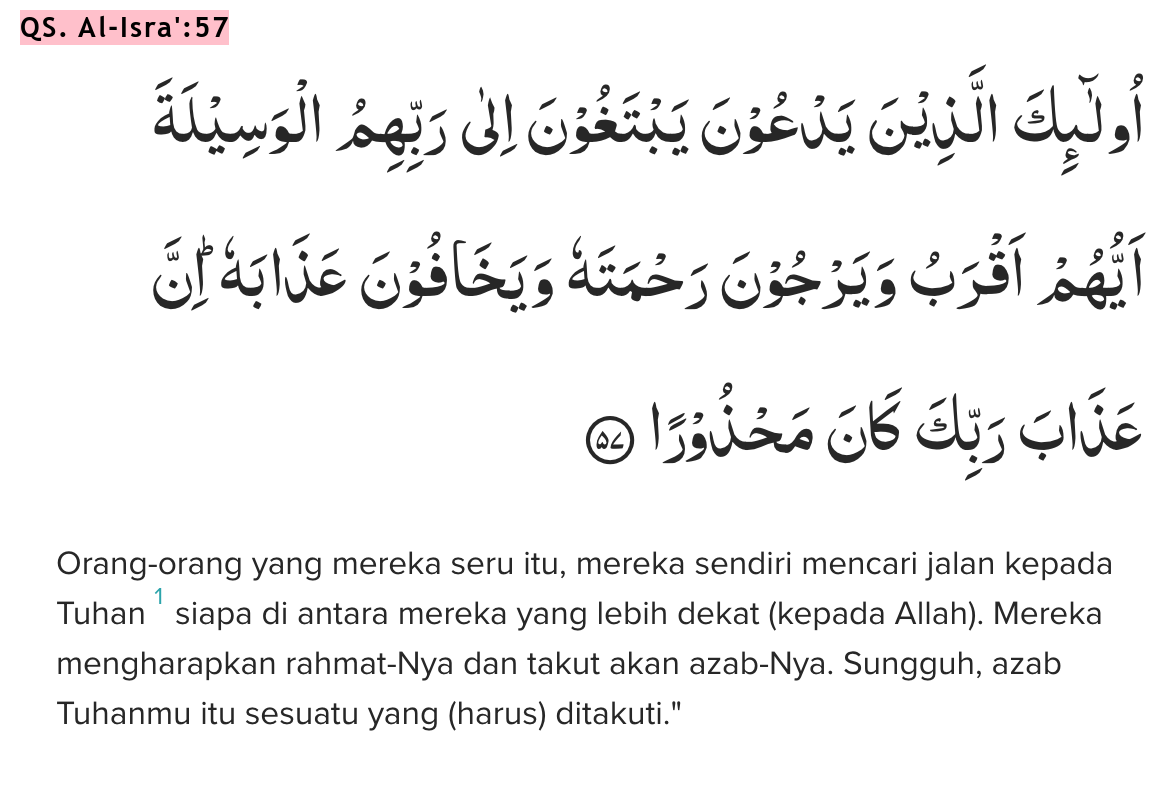 QS. Al-Isra':57
اُولٰۤىِٕكَ الَّذِيْنَ يَدْعُوْنَ يَبْتَغُوْنَ اِلٰى رَبِّهِمُ الْوَسِيْلَةَ
اَيُّهُمْ اَقْرَبُ وَيَرْجُوْنَ رَحْمَتَهٗ وَيَخَافُوْنَ عَذَابَهٗۗ اِنَّ
عَذَابَ رَبِّكَ كَانَ مَحْذُوْرًا ۝٥٧
Orang-orang yang mereka seru itu, mereka sendiri mencari jalan kepada
Tuhan 1 siapa di antara mereka yang lebih dekat (kepada Allah). Mereka
mengharapkan rahmat-Nya dan takut akan azab-Nya. Sungguh, azab
Tuhanmu itu sesuatu yang (harus) ditakuti."